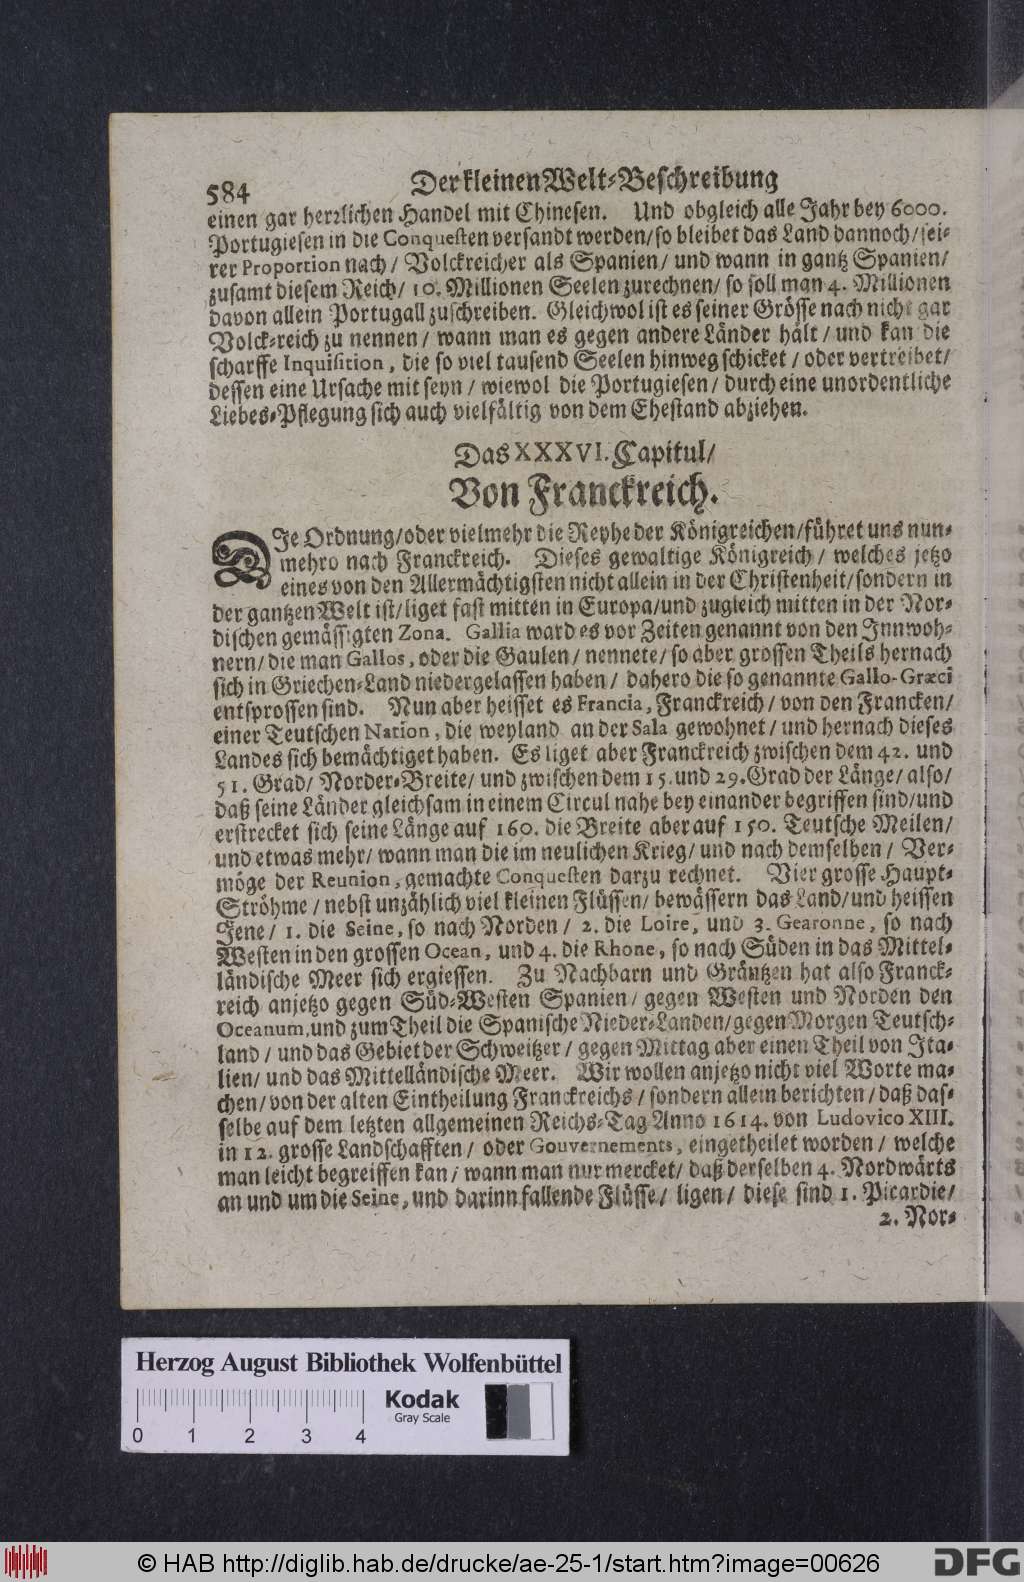 584 Der kleinen Welt-Beschreibung
einen gar herꝛlichen Handel mit Chinesen. Und obgleich alle Jahr bey 6000.
Portugiesen in die Conquesten versandt werden/ so bleibet das Land dannoch/ sei-
rer Proportion nach/ Volckreicher als Spanien/ und wann in gantz Spanien/
zusamt diesem Reich/ 10. Millionen Seelen zurechnen/ so soll man 4. Millionen
davon allein Portugall zuschreiben. Gleichwol ist es seiner Grösse nach nicht gar
Volck-reich zu nennen/ wann man es gegen andere Länder hält/ und kan die
scharffe Inquisition, die so viel tausend Seelen hinweg schicket/ oder vertreibet/
dessen eine Ursache mit seyn/ wiewol die Portugiesen/ durch eine unordentliche
Liebes-Pflegung sich auch vielfältig von dem Ehestand abziehen.
Das XXXVI. Capitul/
Von Franckreich.
DIe Ordnung/ oder vielmehr die Reyhe der Königreichen/ führet uns nun-
mehro nach Franckreich. Dieses gewaltige Königreich/ welches jetzo
eines von den Allermächtigsten nicht allein in der Christenheit/ sondern in
der gantzen Welt ist/ liget fast mitten in Europa/ und zugleich mitten in der Nor-
dischen gemässigten Zona. Gallia ward es vor Zeiten genannt von den Innwoh-
nern/ die man Gallos, oder die Gaulen/ nennete/ so aber grossen Theils hernach
sich in Griechen-Land niedergelassen haben/ dahero die so genannte Gallo-Græci
entsprossen sind. Nun aber heisset es Francia, Franckreich/ von den Francken/
einer Teutschen Nation, die weyland an der Sala gewohnet/ und hernach dieses
Landes sich bemächtiget haben. Es liget aber Franckreich zwischen dem 42. und
51. Grad/ Norder-Breite/ und zwischen dem 15. und 29. Grad der Länge/ also/
daß seine Länder gleichsam in einem Circul nahe bey einander begriffen sind/ und
erstrecket sich seine Länge auf 160. die Breite aber auf 150. Teutsche Meilen/
und etwas mehr/ wann man die im neulichen Krieg/ und nach demselben/ Ver-
möge der Reunion, gemachte Conquesten darzu rechnet. Vier grosse Haupt-
Ströhme/ nebst unzählich viel kleinen Flüssen/ bewässern das Land/ und heissen
Jene/ 1. die Seine, so nach Norden/ 2. die Loire, und 3. Gearonne, so nach
Westen in den grossen Ocean, und 4. die Rhone, so nach Süden in das Mittel-
ländische Meer sich ergiessen. Zu Nachbarn und Gräntzen hat also Franck-
reich anjetzo gegen Süd-Westen Spanien/ gegen Westen und Norden den
Oceanum, und zum Theil die Spanische Nieder-Landen/ gegen Morgen Teutsch-
land/ und das Gebiet der Schweitzer/ gegen Mittag aber einen Theil von Ita-
lien/ und das Mittelländische Meer. Wir wollen anjetzo nicht viel Worte ma-
chen/ von der alten Eintheilung Franckreichs/ sondern allein berichten/ daß das-
selbe auf dem letzten allgemeinen Reichs-Tag Anno 1614. von Ludovico XIII.
in 12. grosse Landschafften/ oder Gouvernements, eingetheilet worden/ welche
man leicht begreiffen kan/ wann man nur mercket/ daß derselben 4. Nordwärts
an und um die Seine, und darinn fallende Flüsse/ ligen/ diese sind 1. Picardie/
2. Nor-
Herzog August Bibliothek Wolfenbüttel
Kodak
Gray Scale
0 1 2 3 4
© HAB http://diglib.hab.de/drucke/ae-25-1/start.htm?image=00626
DFG